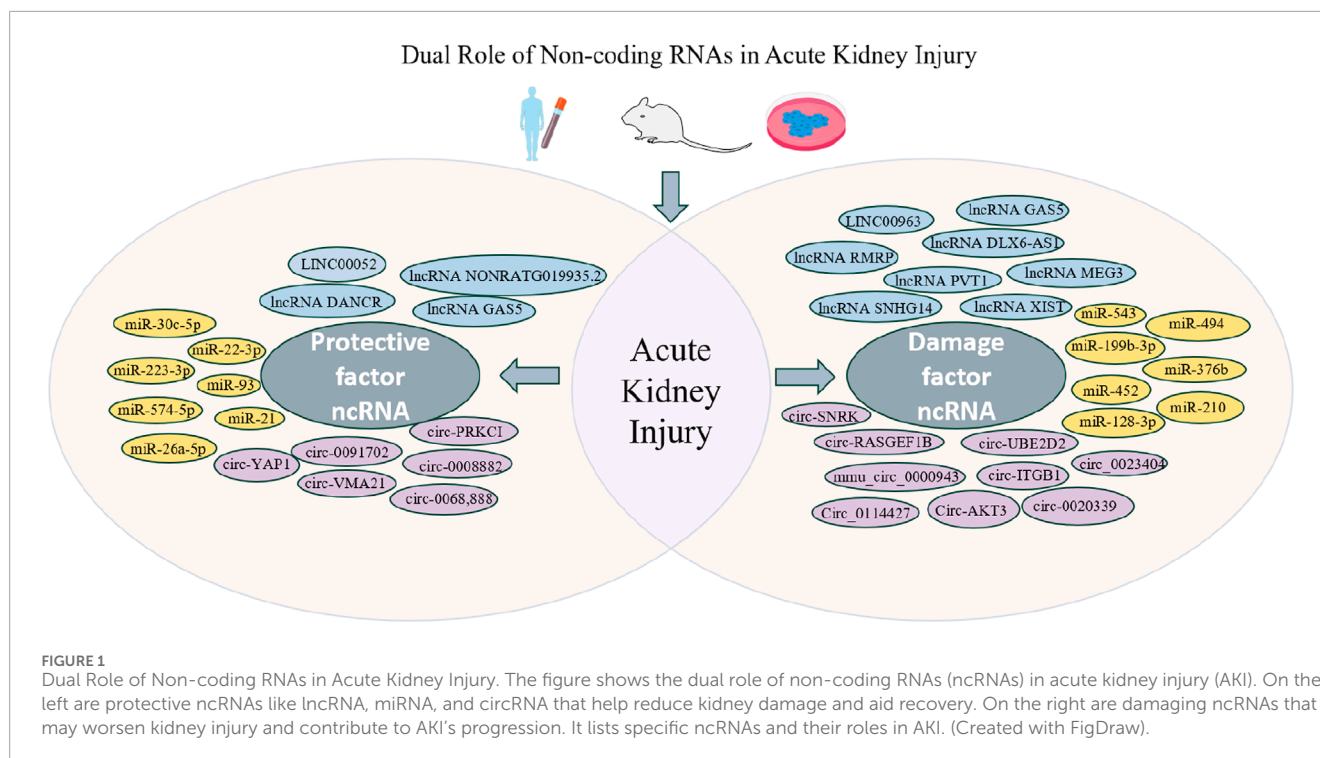 Dual Role of Non-coding RNAs in Acute Kidney Injury
LINC00052
lncRNA NONRATG019935.2
lncRNA DANCR
lncRNA GAS5
miR-30c-5p
miR-22-3p
miR-223-3p
miR-93
miR-574-5p
miR-21
miR-26a-5p
Protective
factor
ncRNA
circ-PRKCI
circ-0091702
circ-YAP1
circ-0008882
circ-VMA21
circ-0068,888
Acute
Kidney
Injury
LINC00963
lncRNA GAS5
lncRNA DLX6-AS1
lncRNA RMRP
lncRNA PVT1
lncRNA MEG3
lncRNA SNHG14
lncRNA XIST
Damage
factor
ncRNA
miR-543
miR-494
miR-199b-3p
miR-376b
miR-452
miR-210
miR-128-3p
circ-SNRK
circ-RASGEF1B
circ-UBE2D2
circ_0023404
mmu_circ_0000943
circ-ITGB1
Circ_0114427
Circ-AKT3
circ-0020339
FIGURE 1
Dual Role of Non-coding RNAs in Acute Kidney Injury. The figure shows the dual role of non-coding RNAs (ncRNAs) in acute kidney injury (AKI). On the
left are protective ncRNAs like lncRNA, miRNA, and circRNA that help reduce kidney damage and aid recovery. On the right are damaging ncRNAs that
may worsen kidney injury and contribute to AKI's progression. It lists specific ncRNAs and their roles in AKI. (Created with FigDraw).